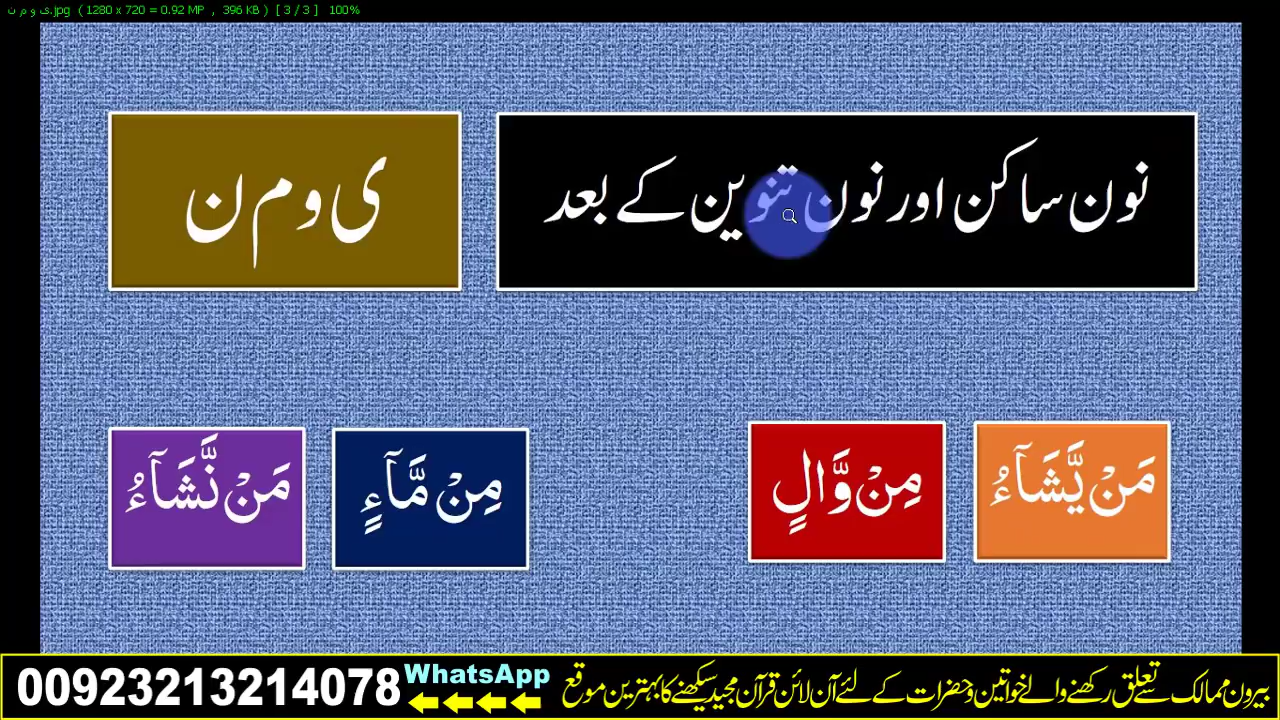 ی و م ن.jpg ( 1280 x 720 = 0.92 MP , 396 KB ) [ 3 / 3 ] 100%
نون ساکن اور نون تنوین کے بعد
ی و م ن
مَنْ يَّشَآءُ
مِنْ وَّالٍ
مِنْ مَّآءٍ
مَنْ نَّشَآءُ
بیرون ممالک سے تعلق رکھنے والے خواتین و حضرات کے لئے آن لائن قرآن مجید سیکھنے کا بہترین موقع
WhatsApp
00923213214078